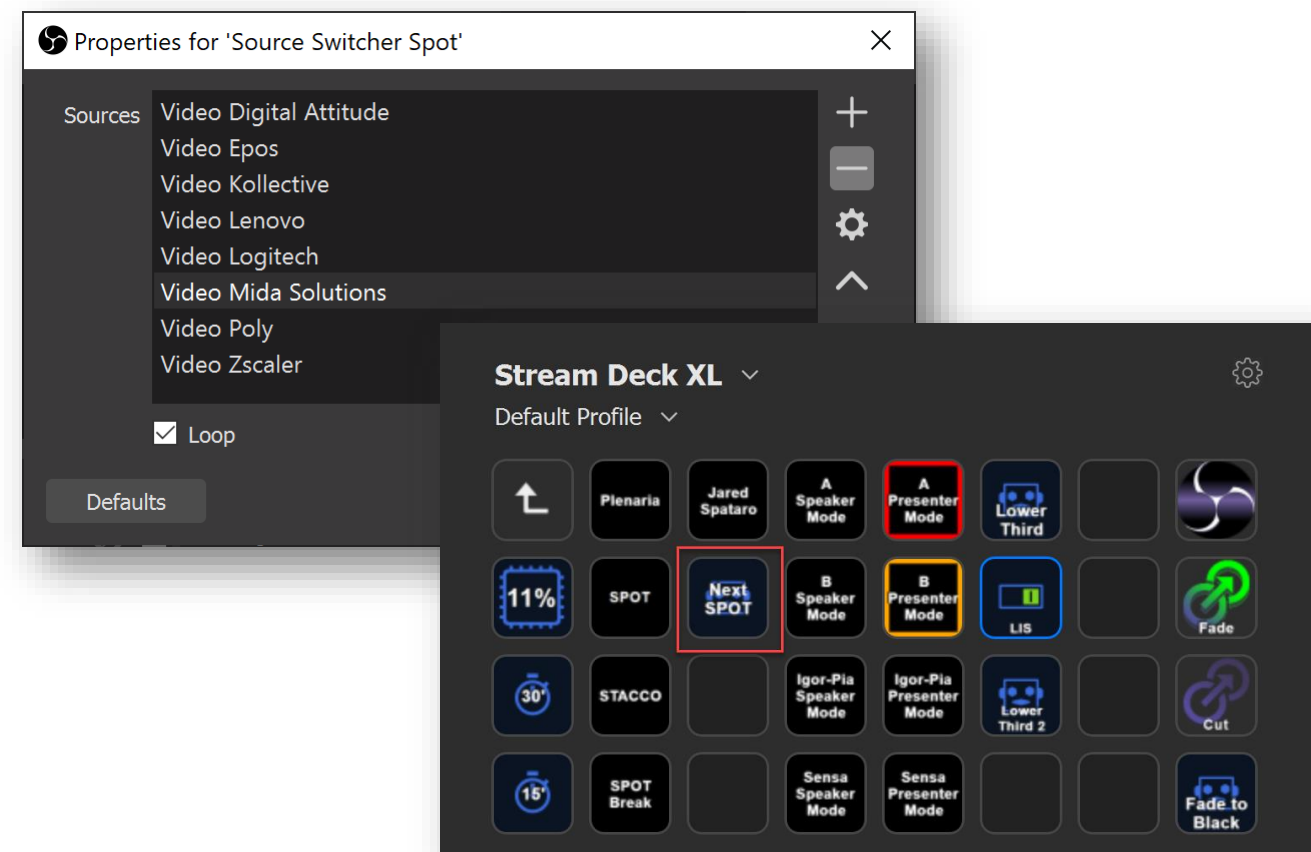 Properties for 'Source Switcher Spot'
Sources
Video Digital Attitude
Video Epos
Video Kollective
Video Lenovo
Video Logitech
Video Mida Solutions
Video Poly
Video Zscaler
Loop
Defaults
Stream Deck XL
Default Profile
Plenaria
Jared
Spataro
A
Speaker
Mode
A
Presenter
Mode
Lower
Third
11%
SPOT
Next
SPOT
B
Speaker
Mode
B
Presenter
Mode
LIS
Fade
30'
STACCO
Igor-Pia
Speaker
Mode
Igor-Pia
Presenter
Mode
Lower
Third 2
Cut
15'
SPOT
Break
Sensa
Speaker
Mode
Sensa
Presenter
Mode
Fade to
Black